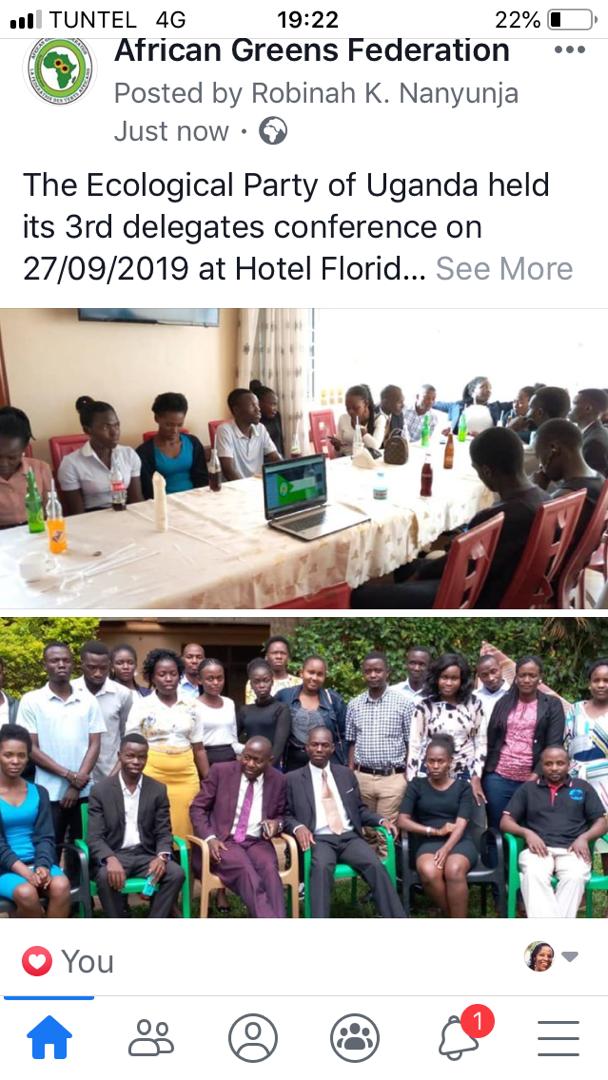 TUNTEL 4G 19:22 22%
African Greens Federation
Posted by Robinah K. Nanyunja
Just now ·
The Ecological Party of Uganda held
its 3rd delegates conference on
27/09/2019 at Hotel Florid... See More
You
1